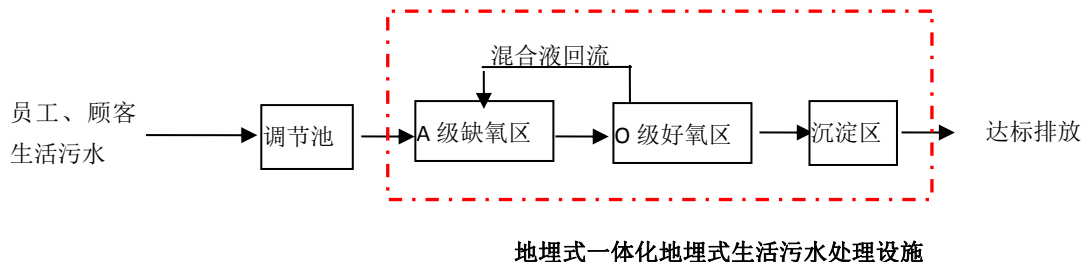 混合液回流
员工、顾客
生活污水
调节池
A 级缺氧区
O 级好氧区
沉淀区
达标排放
地埋式一体化地埋式生活污水处理设施